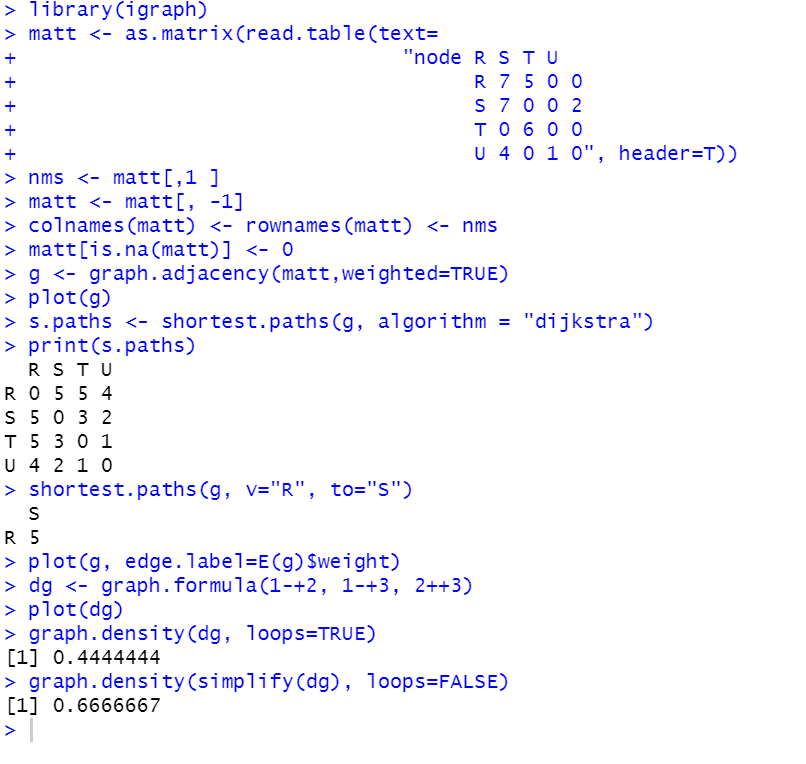 > library(igraph)
> matt <- as.matrix(read.table(text=
+                                  "node R S T U
+                                        R 7 5 0 0
+                                        S 7 0 0 2
+                                        T 0 6 0 0
+                                        U 4 0 1 0", header=T))
> nms <- matt[,1 ]
> matt <- matt[, -1]
> colnames(matt) <- rownames(matt) <- nms
> matt[is.na(matt)] <- 0
> g <- graph.adjacency(matt,weighted=TRUE)
> plot(g)
> s.paths <- shortest.paths(g, algorithm = "dijkstra")
> print(s.paths)
  R S T U
R 0 5 5 4
S 5 0 3 2
T 5 3 0 1
U 4 2 1 0
> shortest.paths(g, v="R", to="S")
  S
R 5
> plot(g, edge.label=E(g)$weight)
> dg <- graph.formula(1-+2, 1-+3, 2++3)
> plot(dg)
> graph.density(dg, loops=TRUE)
[1] 0.4444444
> graph.density(simplify(dg), loops=FALSE)
[1] 0.6666667
>